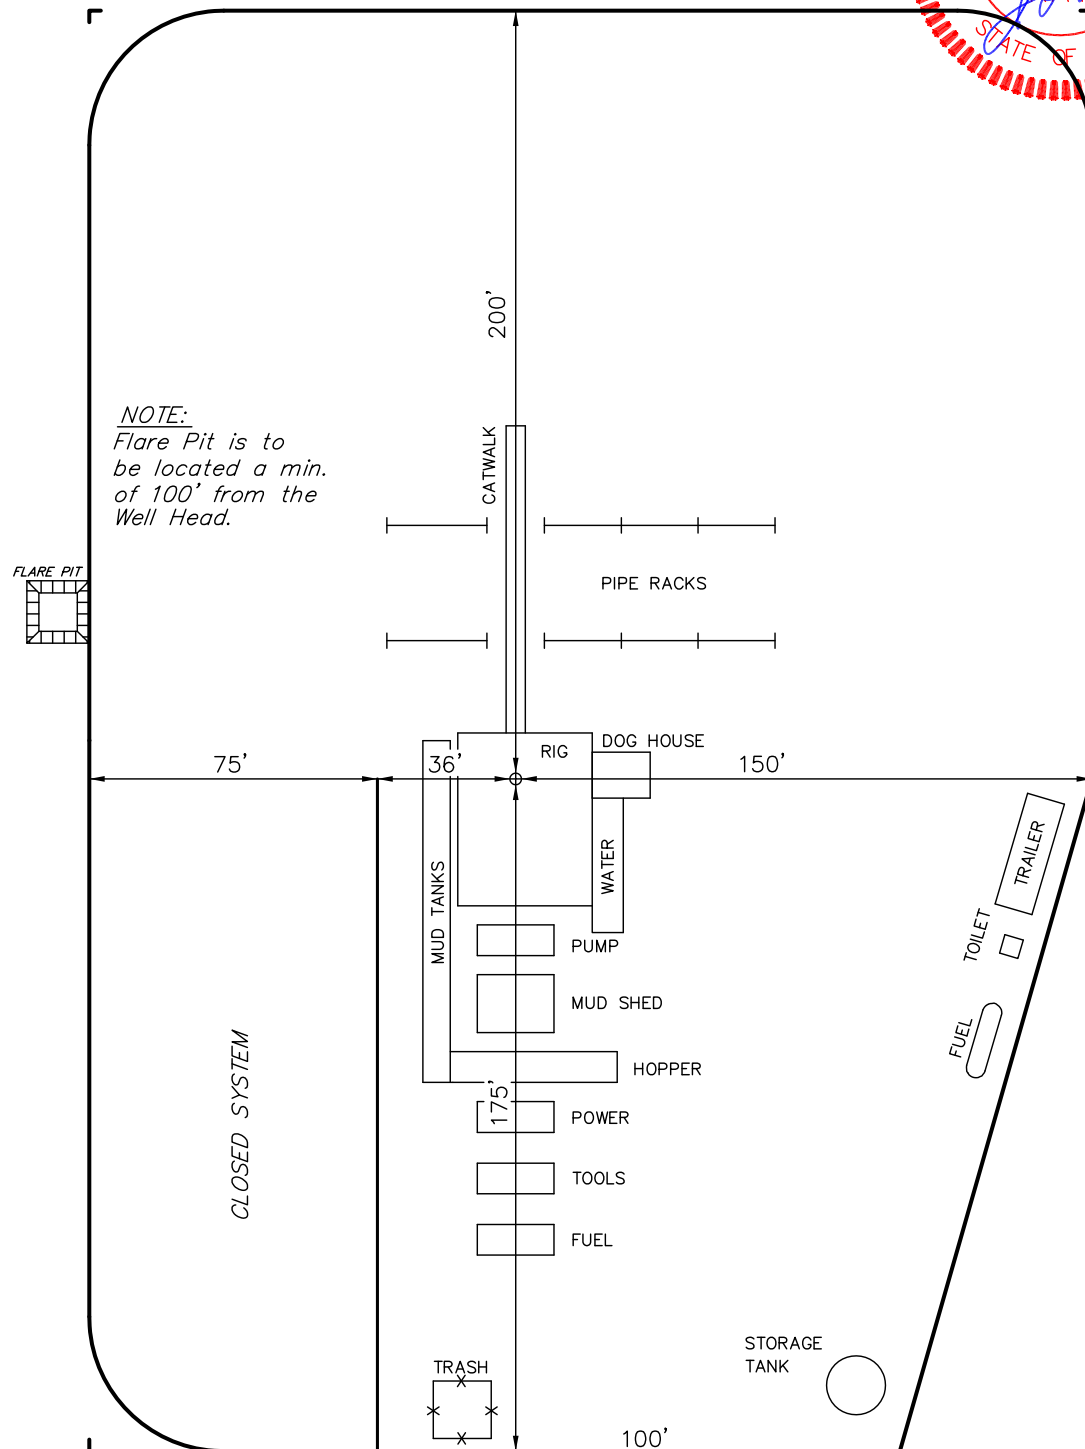 STATE OF
200'
NOTE:
Flare Pit is to
be located a min.
of 100' from the
Well Head.
CATWALK
FLARE PIT
PIPE RACKS
RIG
DOG HOUSE
75'
36'
150'
TRAILER
MUD TANKS
WATER
TOILET
PUMP
MUD SHED
FUEL
CLOSED SYSTEM
HOPPER
175'
POWER
TOOLS
FUEL
STORAGE
TANK
TRASH
100'